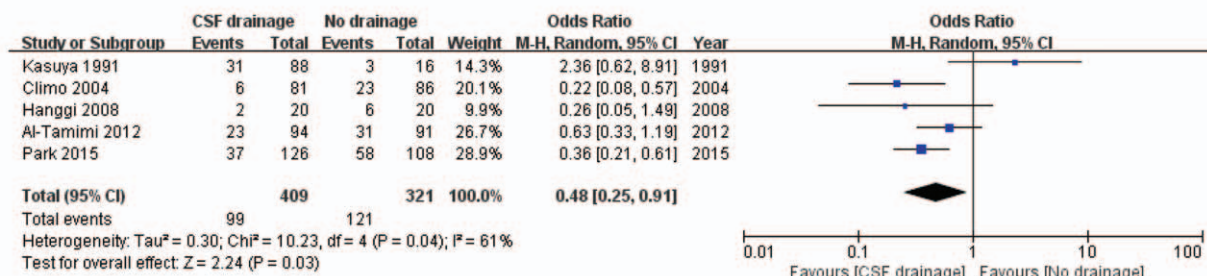 CSF drainage No drainage Odds Ratio Odds Ratio
Study or Subgroup Events Total Events Total Weight M-H, Random, 95% CI Year M-H, Random, 95% CI
Kasuya 1991 31 88 3 16 14.3% 2.36 [0.62, 8.91] 1991
Climo 2004 6 81 23 86 20.1% 0.22 [0.08, 0.57] 2004
Hanggi 2008 2 20 6 20 9.9% 0.26 [0.05, 1.49] 2008
Al-Tamimi 2012 23 94 31 91 26.7% 0.63 [0.33, 1.19] 2012
Park 2015 37 126 58 108 28.9% 0.36 [0.21, 0.61] 2015
Total (95% CI) 409 321 100.0% 0.48 [0.25, 0.91]
Total events 99 121
Heterogeneity: Tau² = 0.30; Chi² = 10.23, df = 4 (P = 0.04); I² = 61%
Test for overall effect: Z = 2.24 (P = 0.03)
0.01 0.1 1 10 100
Favours [CSF drainage] Favours [No drainage]